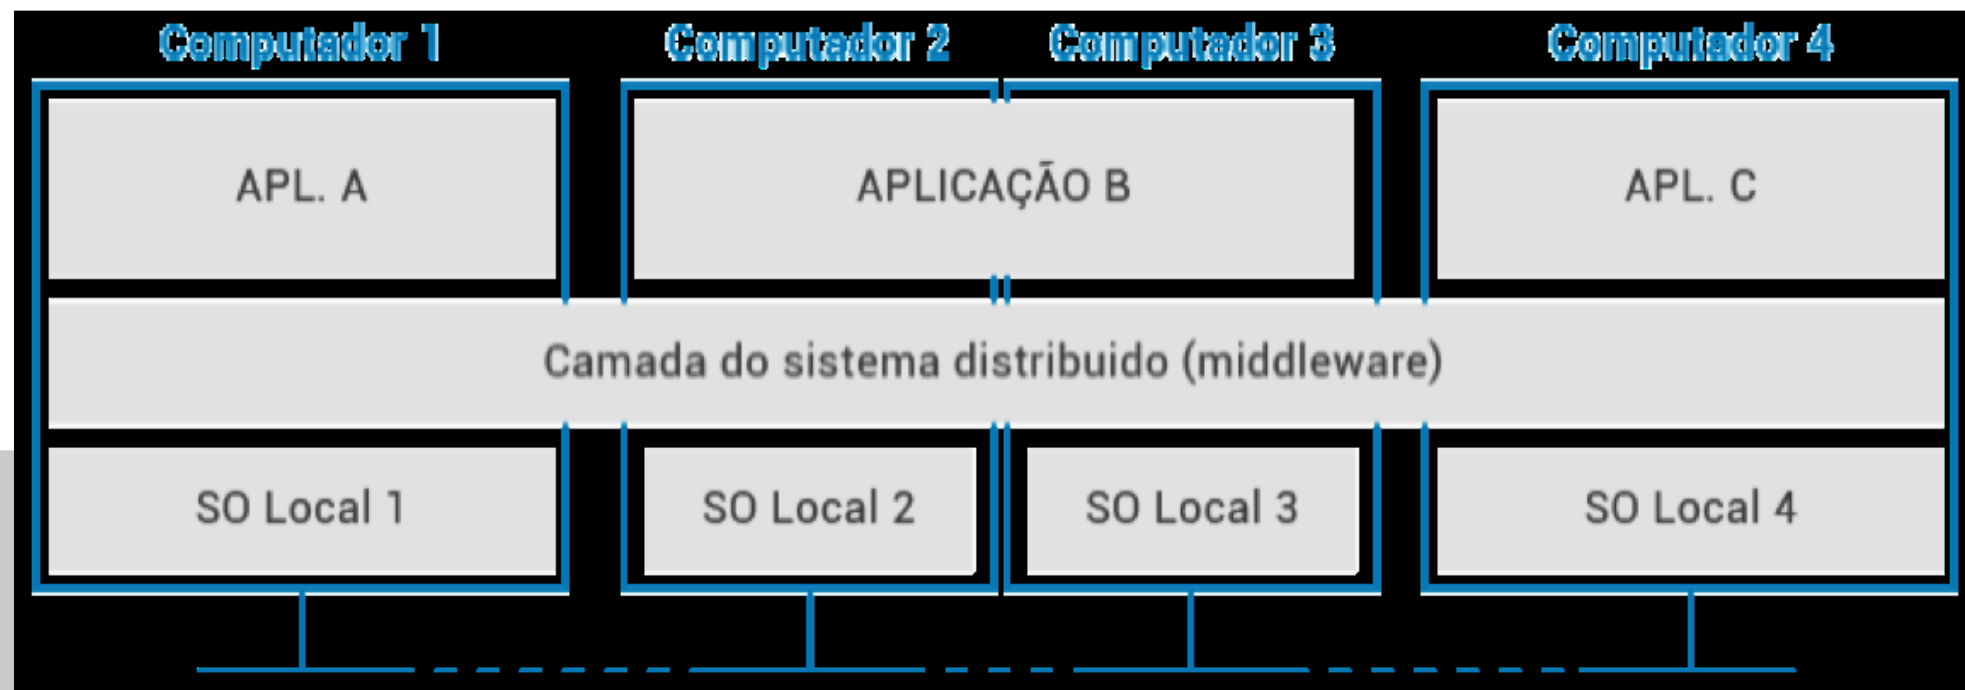 Computador 1
Computador 2
Computador 3
Computador 4
APL. A
APLICAÇÃO B
APL. C
Camada do sistema distribuido (middleware)
SO Local 1
SO Local 2
SO Local 3
SO Local 4